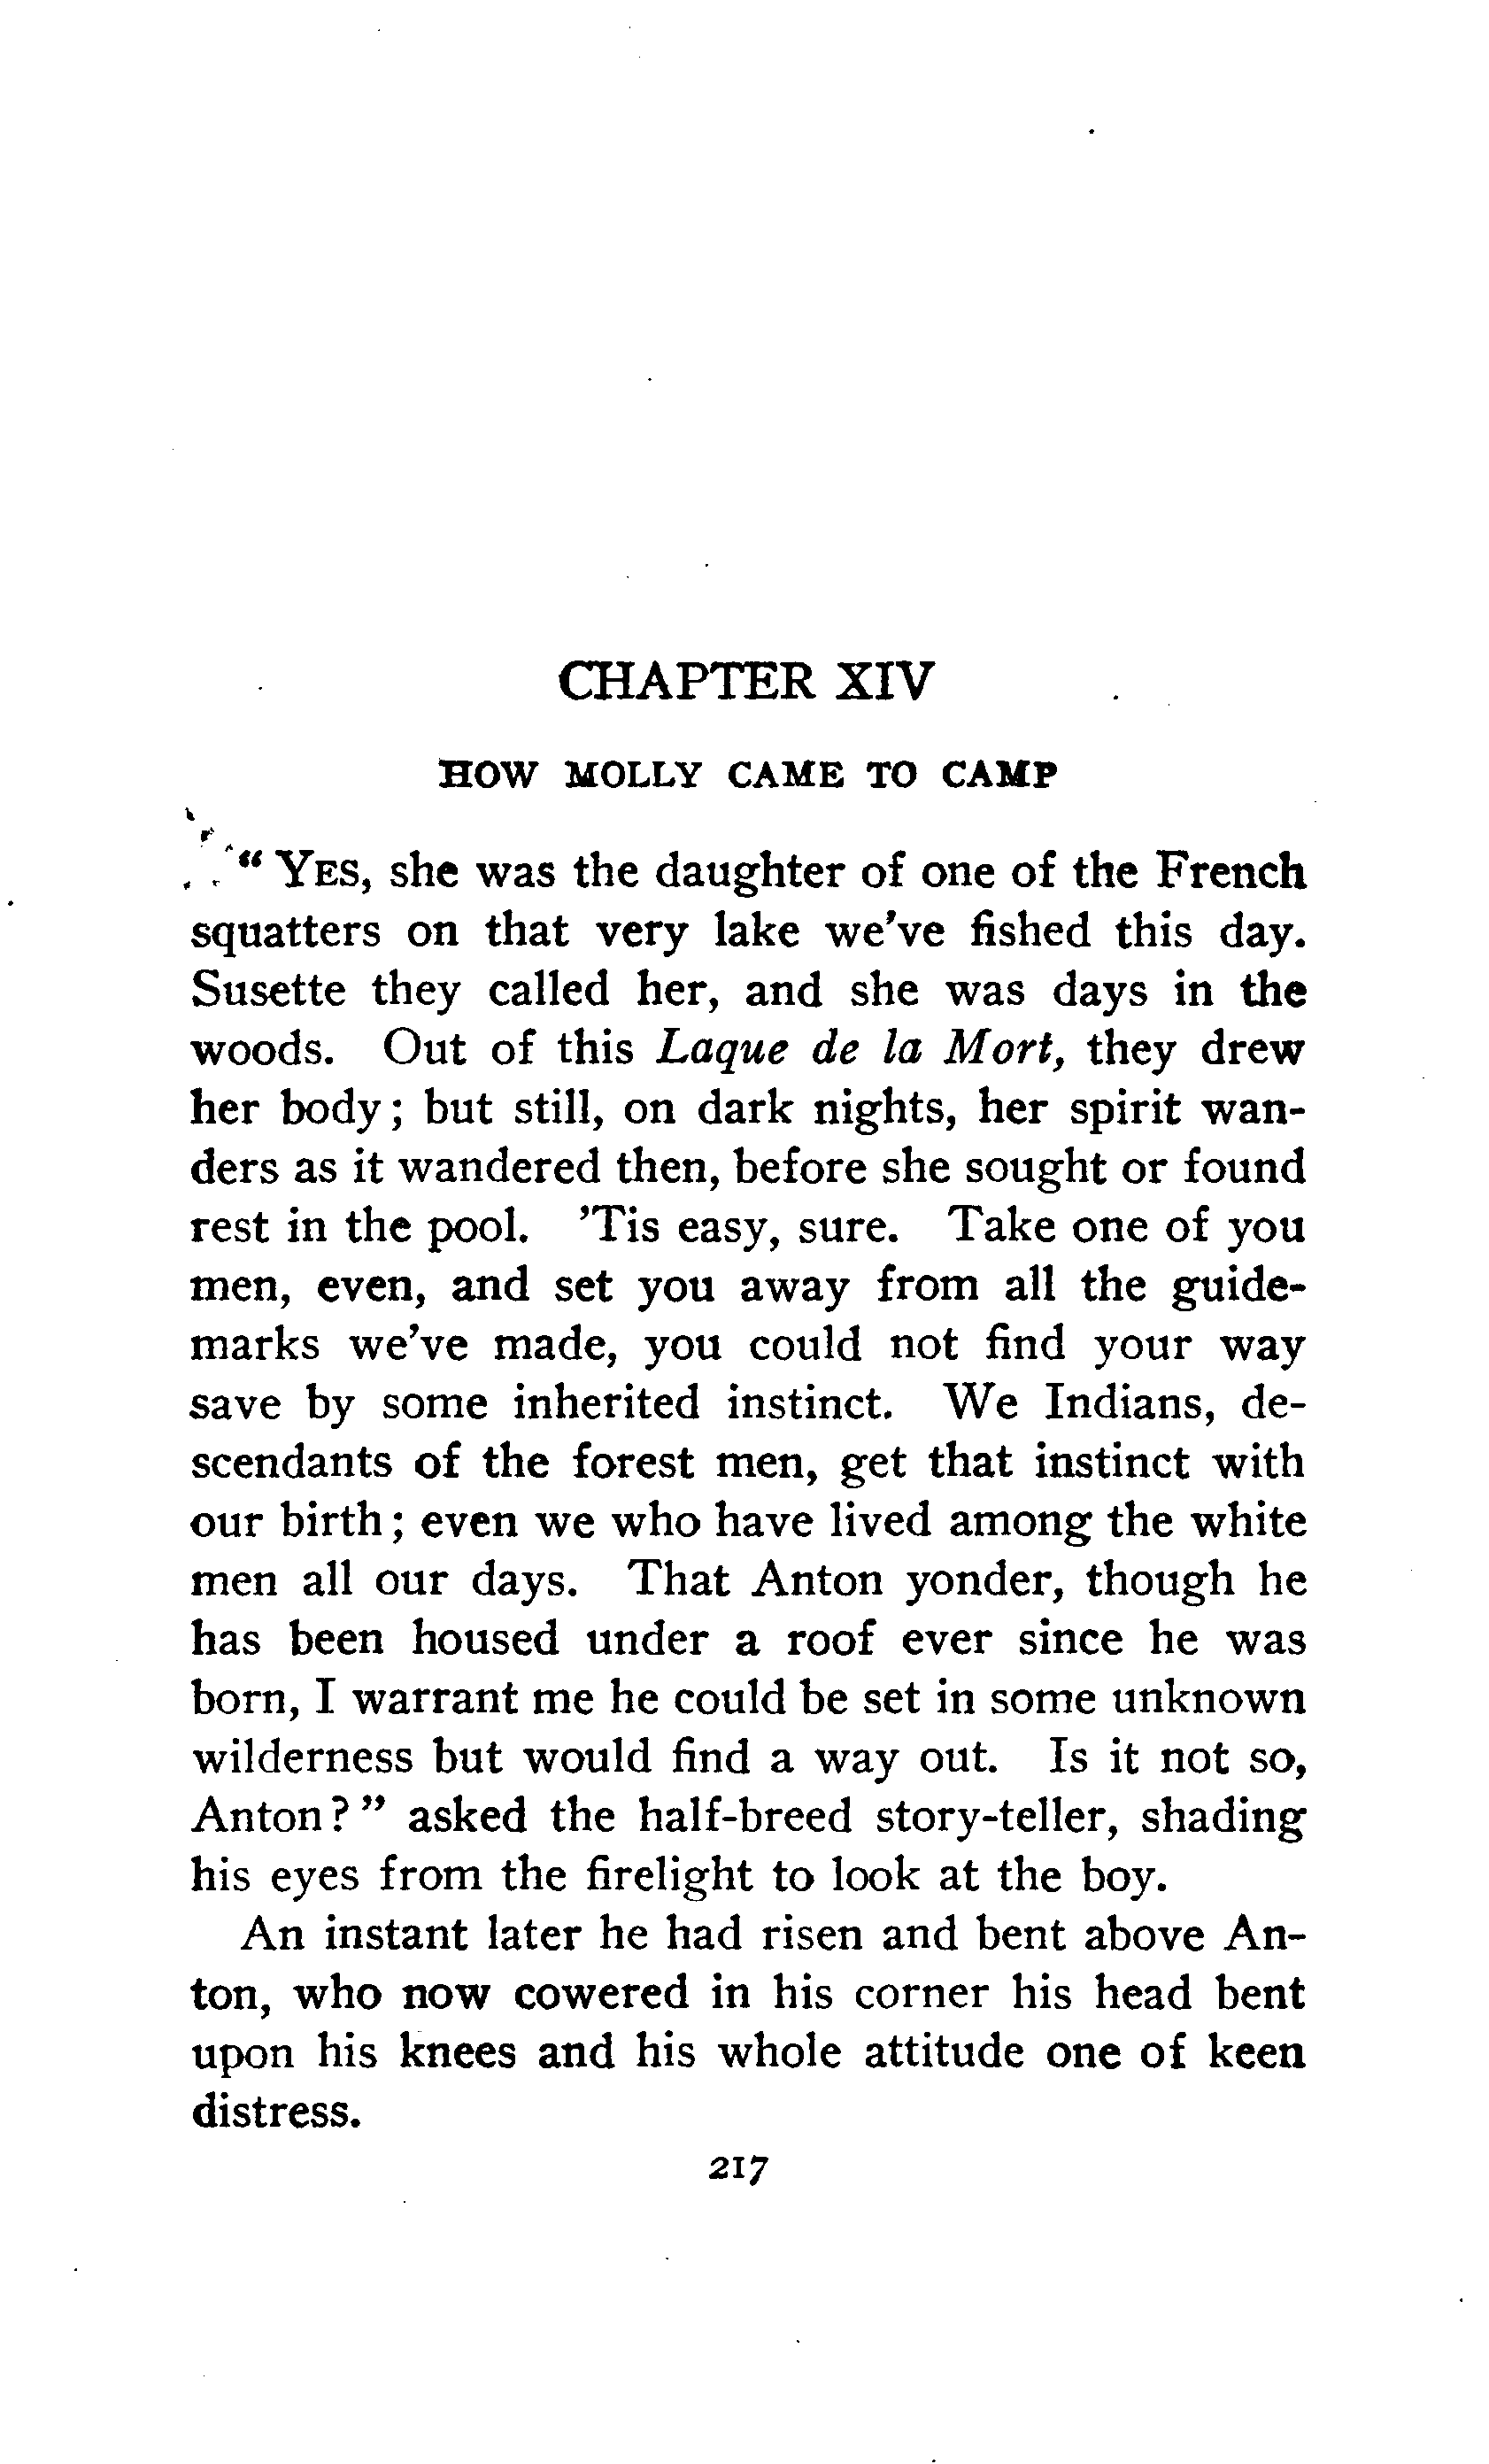 CHAPTER XIV
HOW MOLLY CAME TO CAMP
" YES, she was the daughter of one of the French
squatters on that very lake we've fished this day.
Susette they called her, and she was days in the
woods. Out of this Laque de la Mort, they drew
her body; but still, on dark nights, her spirit wan-
ders as it wandered then, before she sought or found
rest in the pool. 'Tis easy, sure. Take one of you
men, even, and set you away from all the guide-
marks we've made, you could not find your way
save by some inherited instinct. We Indians, de-
scendants of the forest men, get that instinct with
our birth; even we who have lived among the white
men all our days. That Anton yonder, though he
has been housed under a roof ever since he was
born, I warrant me he could be set in some unknown
wilderness but would find a way out. Is it not so,
Anton?" asked the half-breed story-teller, shading
his eyes from the firelight to look at the boy.
An instant later he had risen and bent above An-
ton, who now cowered in his corner his head bent
upon his knees and his whole attitude one of keen
distress.
217